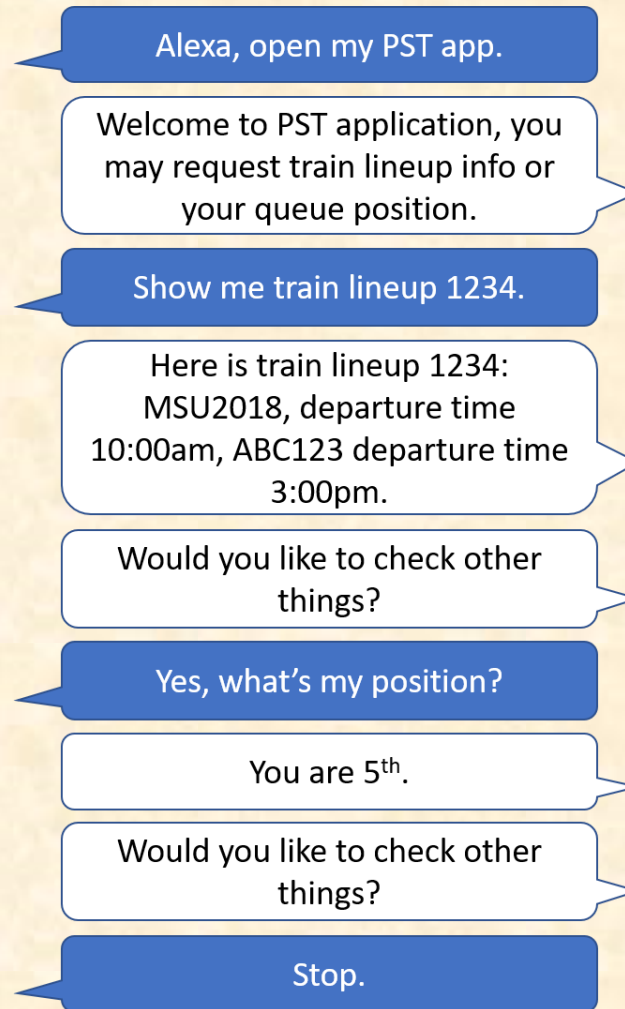 Alexa, open my PST app.
Welcome to PST application, you
may request train lineup info or
your queue position.
Show me train lineup 1234.
Here is train lineup 1234:
MSU2018, departure time
10:00am, ABC123 departure time
3:00pm.
Would you like to check other
things?
Yes, what’s my position?
You are 5th.
Would you like to check other
things?
Stop.